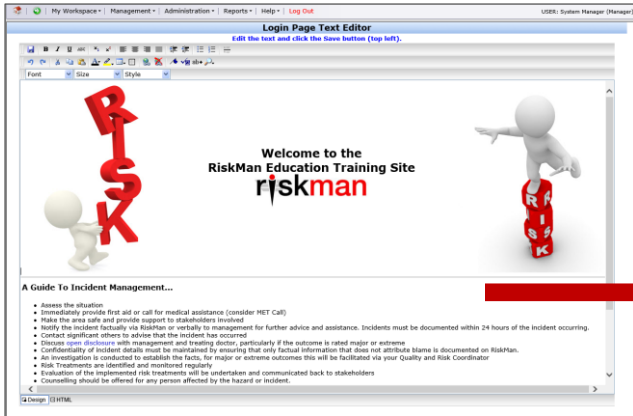 My Workspace Management Administration Reports Help Log Out
USER: System Manager (Manager)
Login Page Text Editor
Edit the text and click the Save button (top left).
B I U ABC
Font Size Style
RISK
Welcome to the
RiskMan Education Training Site
riskman
R R
I I
S S
K
A Guide To Incident Management...
Assess the situation
Immediately provide first aid or call for medical assistance (consider MET Call)
Make the area safe and provide support to stakeholders involved
Notify the incident factually via RiskMan or verbally to management for further advice and assistance. Incidents must be documented within 24 hours of the incident occurring.
Contact significant others to advise that the incident has occurred
Discuss open disclosure with management and treating doctor, particularly if the outcome is rated major or extreme
Confidentiality of incident details must be maintained by ensuring that only factual information that does not attribute blame is documented on RiskMan.
An investigation is conducted to establish the facts, for major or extreme outcomes this will be facilitated via your Quality and Risk Coordinator
Risk Treatments are identified and monitored regularly
Evaluation of the implemented risk treatments will be undertaken and communicated back to stakeholders
Counselling should be offered for any person affected by the hazard or incident.
Design HTML